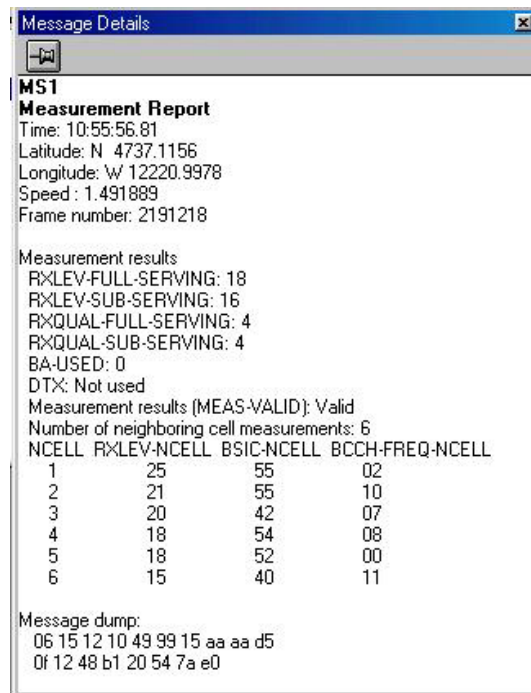 Message Details
MS1
Measurement Report
Time: 10:55:56.81
Latitude: N 4737.1156
Longitude: W 12220.9978
Speed : 1.491889
Frame number: 2191218
Measurement results
RXLEV-FULL-SERVING: 18
RXLEV-SUB-SERVING: 16
RXQUAL-FULL-SERVING: 4
RXQUAL-SUB-SERVING: 4
BA-USED: 0
DTX: Not used
Measurement results (MEAS-VALID): Valid
Number of neighboring cell measurements: 6
NCELL RXLEV-NCELL BSIC-NCELL BCCH-FREQ-NCELL
1 25 55 02
2 21 55 10
3 20 42 07
4 18 54 08
5 18 52 00
6 15 40 11
Message dump:
06 15 12 10 49 99 15 aa aa d5
0f 12 48 b1 20 54 7a e0